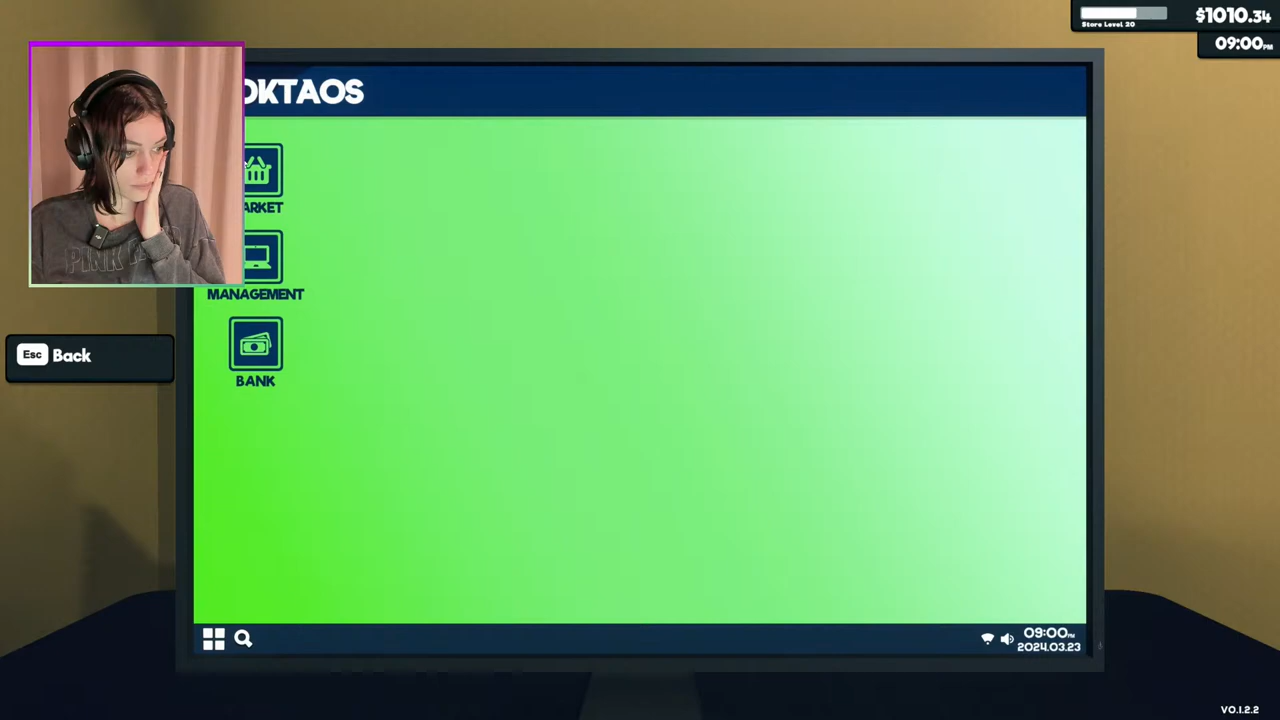 $1010.34
Store Level 20
09:00PM
OKTAOS
ARKET
MANAGEMENT
BANK
Esc Back
PINK
09:00PM
2024.03.23
V0.1.2.2